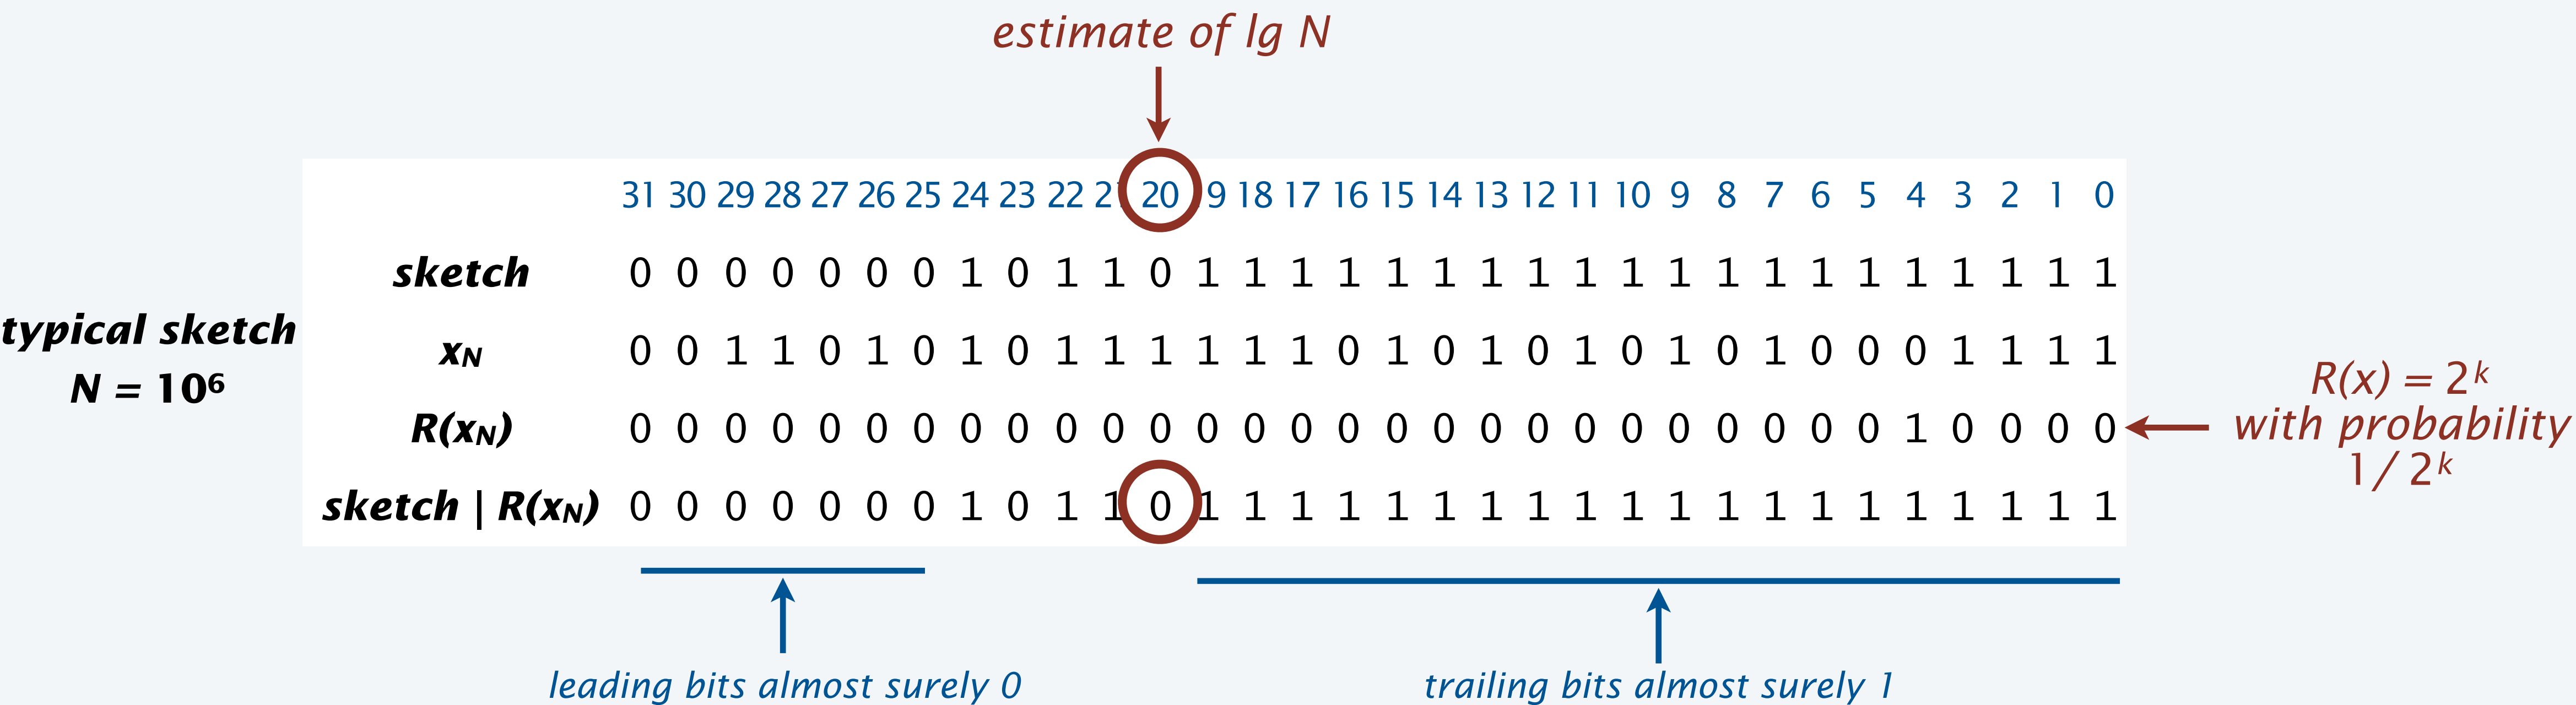 estimate of lg N
31 30 29 28 27 26 25 24 23 22 21 20 9 18 17 16 15 14 13 12 11 10 9 8 7 6 5 4 3 2 1 0
sketch 0 0 0 0 0 0 0 1 0 1 1 0 1 1 1 1 1 1 1 1 1 1 1 1 1 1 1 1 1 1 1 1
typical sketch
N = 10⁶
xN 0 0 1 1 0 1 0 1 0 1 1 1 1 1 1 0 1 0 1 0 1 0 1 0 1 0 0 0 1 1 1 1
R(xN) 0 0 0 0 0 0 0 0 0 0 0 0 0 0 0 0 0 0 0 0 0 0 0 0 0 0 0 1 0 0 0 0
R(x) = 2ᵏ
with probability
1 / 2ᵏ
sketch | R(xN) 0 0 0 0 0 0 0 1 0 1 1 0 1 1 1 1 1 1 1 1 1 1 1 1 1 1 1 1 1 1 1 1
leading bits almost surely 0
trailing bits almost surely 1